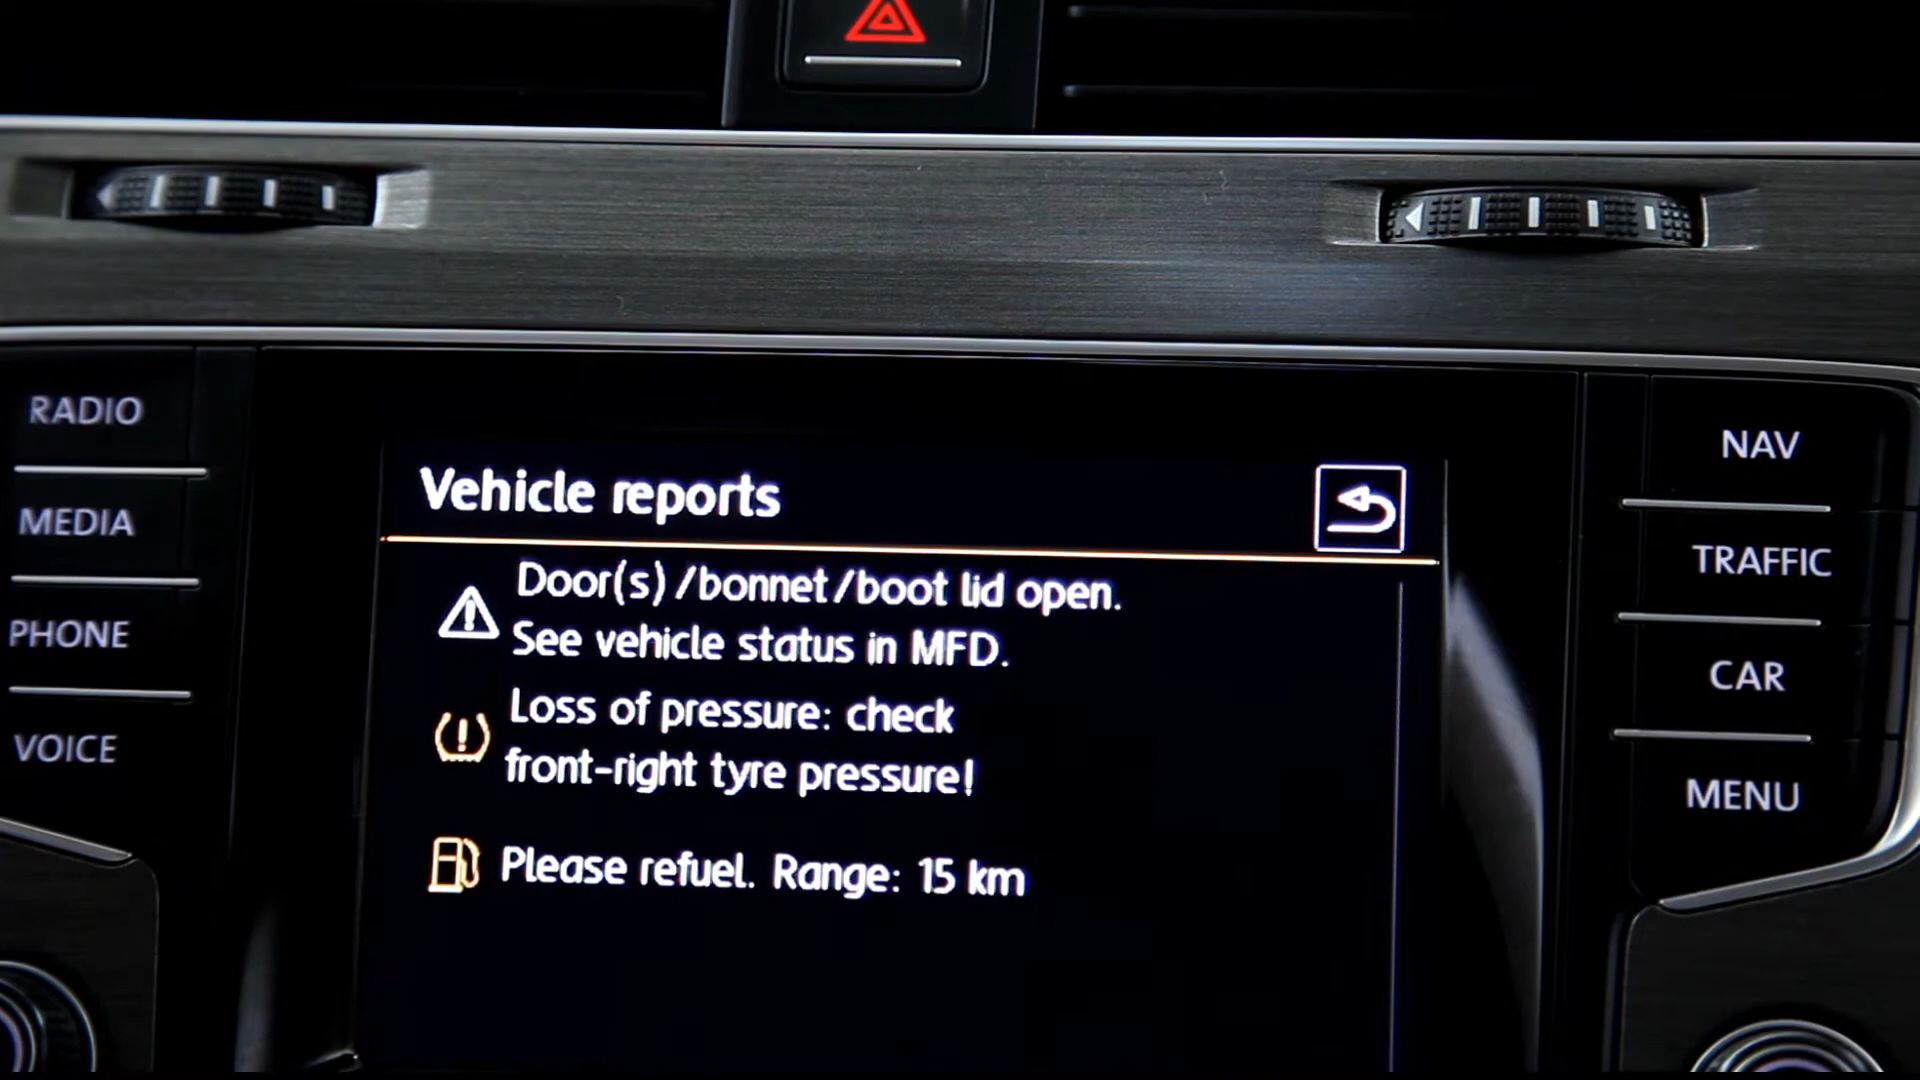 RADIO
MEDIA
PHONE
VOICE
Vehicle reports
Door(s)/bonnet/boot lid open.
See vehicle status in MFD.
Loss of pressure: check
front-right tyre pressure!
Please refuel. Range: 15 km
NAV
TRAFFIC
CAR
MENU